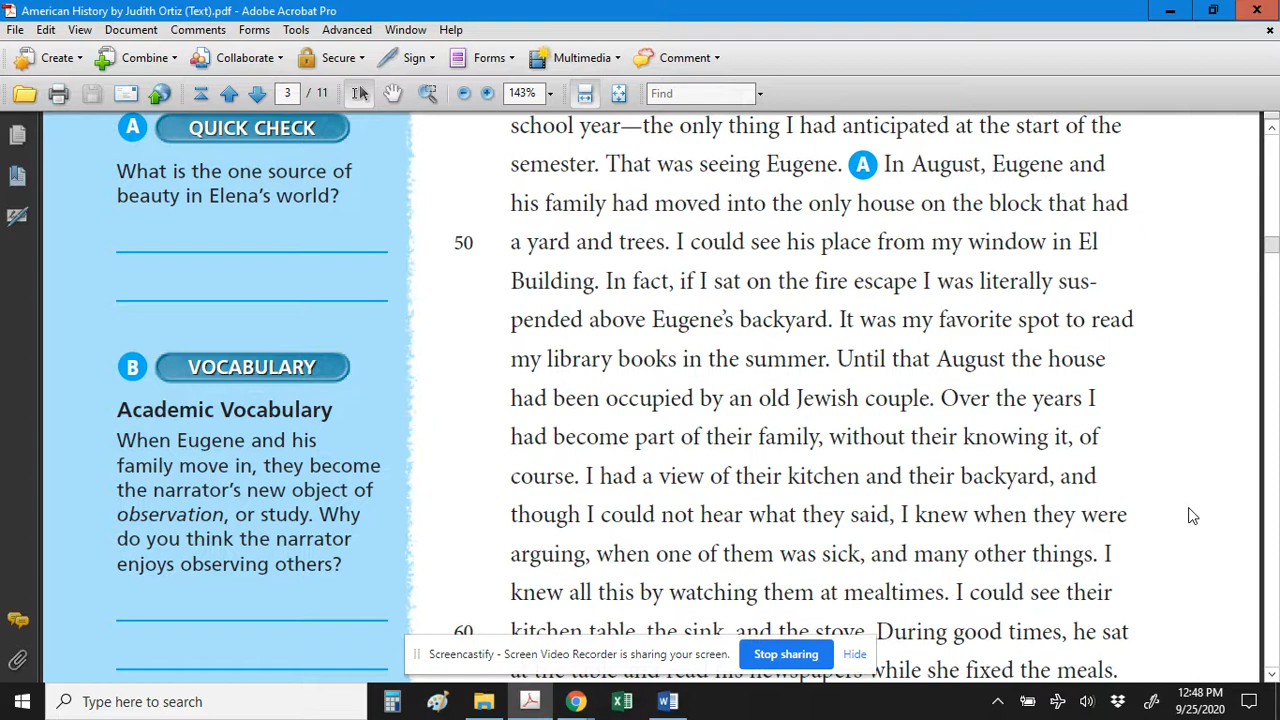 American History by Judith Ortiz (Text).pdf - Adobe Acrobat Pro
File Edit View Document Comments Forms Tools Advanced Window Help
Create Combine Collaborate Secure Sign Forms Multimedia Comment
3 / 11 143% Find
A QUICK CHECK
What is the one source of
beauty in Elena’s world?
B VOCABULARY
Academic Vocabulary
When Eugene and his
family move in, they become
the narrator’s new object of
observation, or study. Why
do you think the narrator
enjoys observing others?
school year—the only thing I had anticipated at the start of the
semester. That was seeing Eugene. A In August, Eugene and
his family had moved into the only house on the block that had
50 a yard and trees. I could see his place from my window in El
Building. In fact, if I sat on the fire escape I was literally sus-
pended above Eugene’s backyard. It was my favorite spot to read
my library books in the summer. Until that August the house
had been occupied by an old Jewish couple. Over the years I
had become part of their family, without their knowing it, of
course. I had a view of their kitchen and their backyard, and
though I could not hear what they said, I knew when they were
arguing, when one of them was sick, and many other things. I
knew all this by watching them at mealtimes. I could see their
60 kitchen table, the sink, and the stove. During good times, he sat
at the table and read his newspapers while she fixed the meals.
Screencastify - Screen Video Recorder is sharing your screen. Stop sharing Hide
Type here to search
12:48 PM
9/25/2020